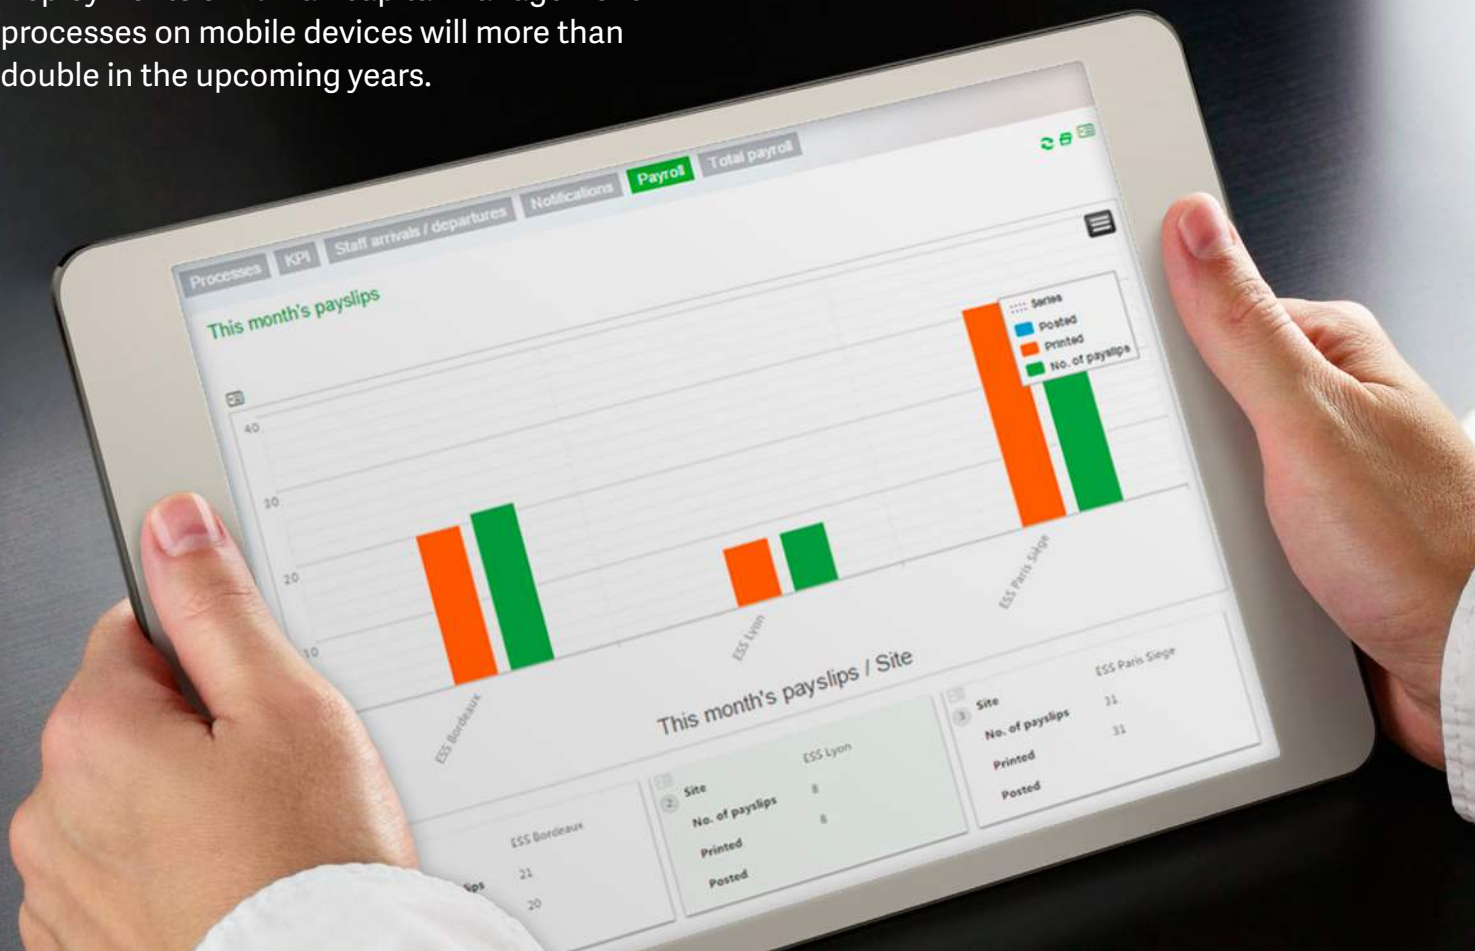 processes on mobile devices will more than
double in the upcoming years.
Processes KPI Staff arrivals / departures Notifications Payroll Total payroll
This month's payslips
Series
Posted
Printed
No. of payslips
40
30
20
10
ESS Bordeaux
ESS Lyon
ESS Paris Siège
This month's payslips / Site
ESS Bordeaux
21
20
2 Site ESS Lyon
No. of payslips 8
Printed 8
Posted
3 Site ESS Paris Siege
No. of payslips 31
Printed 31
Posted